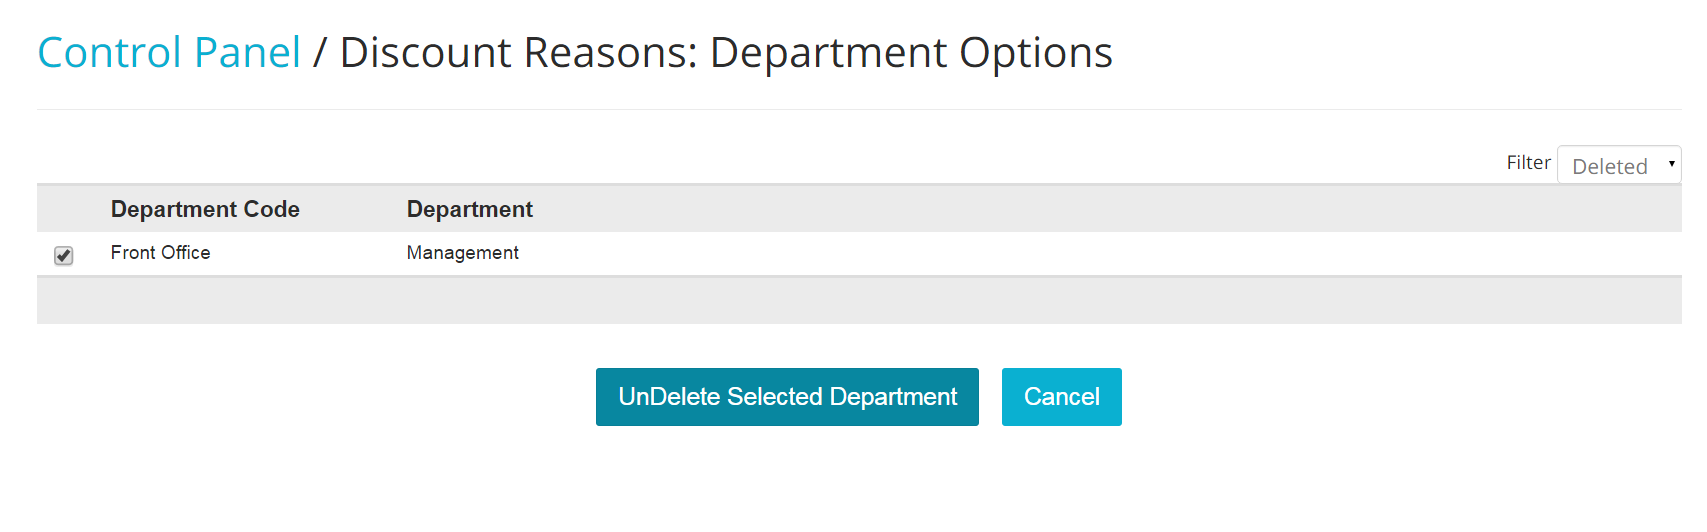 Control Panel / Discount Reasons: Department Options
Filter Deleted
Department Code Department
Front Office Management
UnDelete Selected Department Cancel